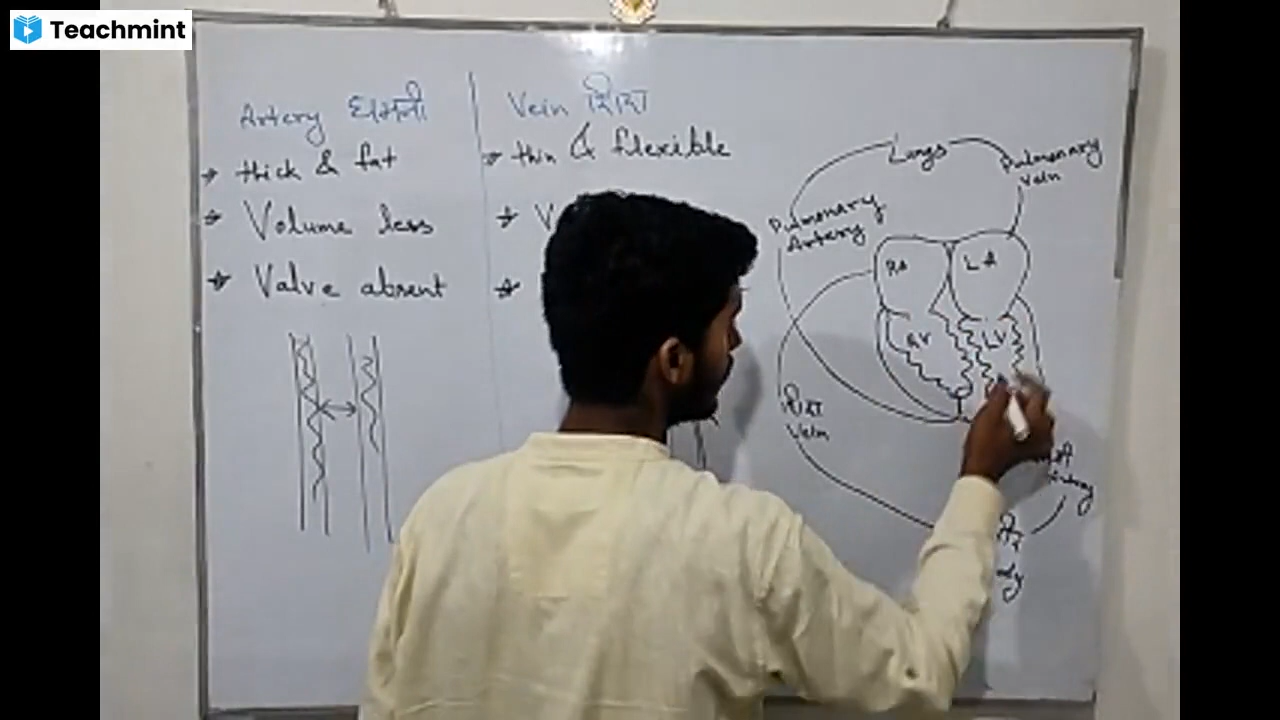 Teachmint
Artery धमनी
Vein शिरा
* thick & fat
* thin & flexible
* Volume less
* V
* Valve absent
*
Lungs
Pulmonary
Vein
Pulmonary
Artery
RA
LA
RV
LV
शिरा
Vein